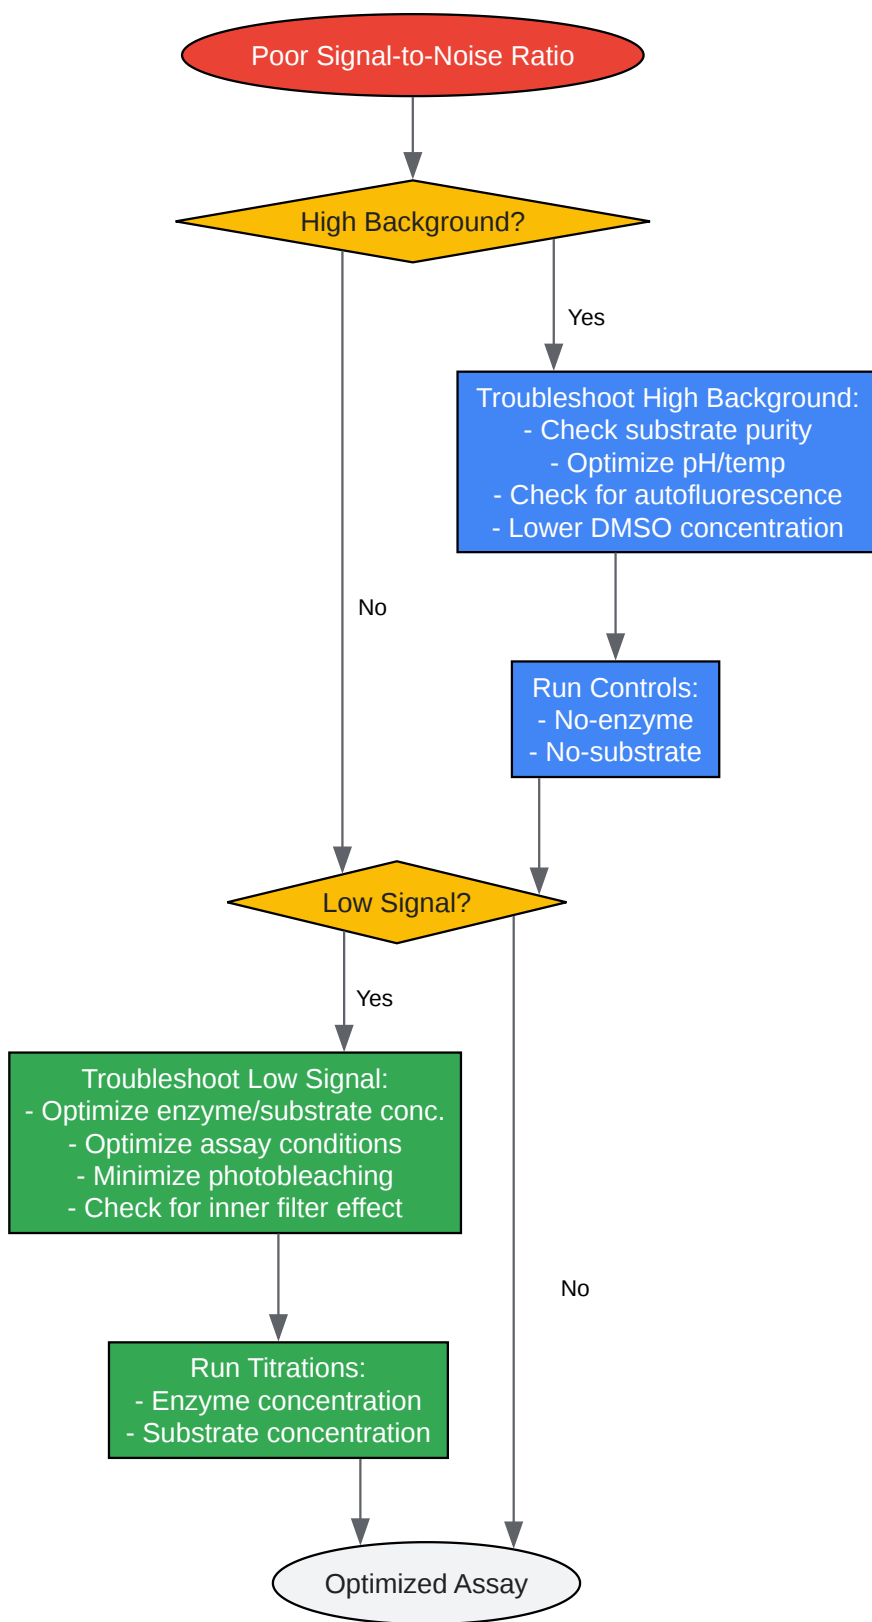 Poor Signal-to-Noise Ratio
High Background?
Yes
Troubleshoot High Background:
- Check substrate purity
- Optimize pH/temp
- Check for autofluorescence
- Lower DMSO concentration
No
Run Controls:
- No-enzyme
- No-substrate
Low Signal?
Yes
Troubleshoot Low Signal:
- Optimize enzyme/substrate conc.
- Optimize assay conditions
- Minimize photobleaching
- Check for inner filter effect
No
Run Titrations:
- Enzyme concentration
- Substrate concentration
Optimized Assay